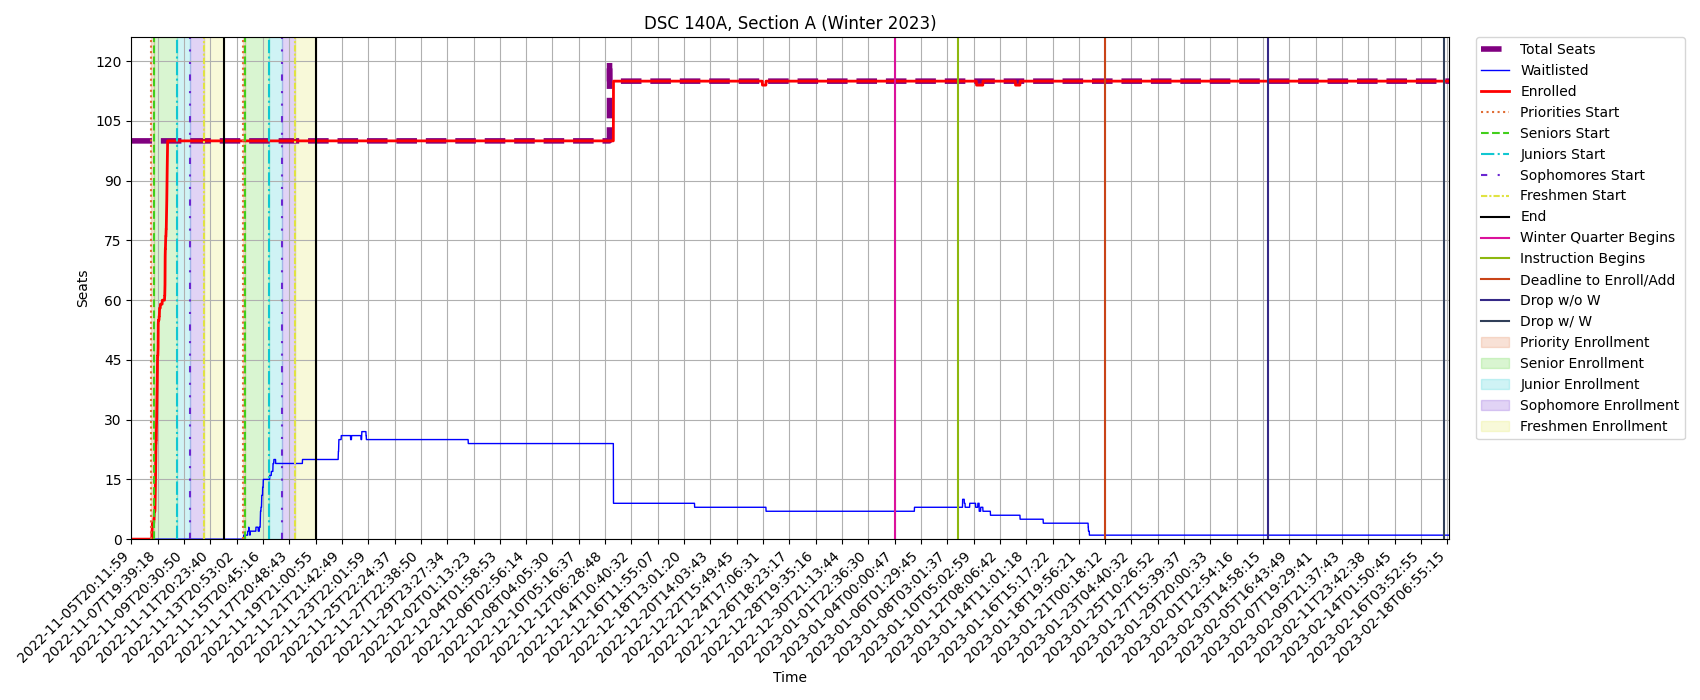 DSC 140A, Section A (Winter 2023)
Seats
120
105
90
75
60
45
30
15
0
2022-11-05T20:11:59
2022-11-07T19:39:18
2022-11-09T20:30:50
2022-11-11T20:23:40
2022-11-13T20:53:02
2022-11-15T20:45:16
2022-11-17T20:48:43
2022-11-19T21:00:55
2022-11-21T21:42:49
2022-11-23T22:01:59
2022-11-25T22:24:37
2022-11-27T22:38:50
2022-11-29T23:27:34
2022-12-02T01:13:23
2022-12-04T01:58:53
2022-12-06T02:56:14
2022-12-08T04:05:30
2022-12-10T05:16:37
2022-12-12T06:28:48
2022-12-14T10:40:32
2022-12-16T11:55:07
2022-12-18T13:01:20
2022-12-20T14:03:43
2022-12-22T15:49:45
2022-12-24T17:06:31
2022-12-26T18:23:17
2022-12-28T19:35:16
2022-12-30T21:13:44
2023-01-01T22:36:30
2023-01-04T00:00:47
2023-01-06T01:29:45
2023-01-08T03:01:37
2023-01-10T05:02:59
2023-01-12T08:06:42
2023-01-14T11:01:18
2023-01-16T15:17:22
2023-01-18T19:56:21
2023-01-21T00:18:12
2023-01-23T04:40:32
2023-01-25T10:26:52
2023-01-27T15:39:37
2023-01-29T20:00:33
2023-02-01T12:54:16
2023-02-03T14:58:15
2023-02-05T16:43:49
2023-02-07T19:29:41
2023-02-09T21:37:43
2023-02-11T23:42:38
2023-02-14T01:50:45
2023-02-16T03:52:55
2023-02-18T06:55:15
Time
Total Seats
Waitlisted
Enrolled
Priorities Start
Seniors Start
Juniors Start
Sophomores Start
Freshmen Start
End
Winter Quarter Begins
Instruction Begins
Deadline to Enroll/Add
Drop w/o W
Drop w/ W
Priority Enrollment
Senior Enrollment
Junior Enrollment
Sophomore Enrollment
Freshmen Enrollment